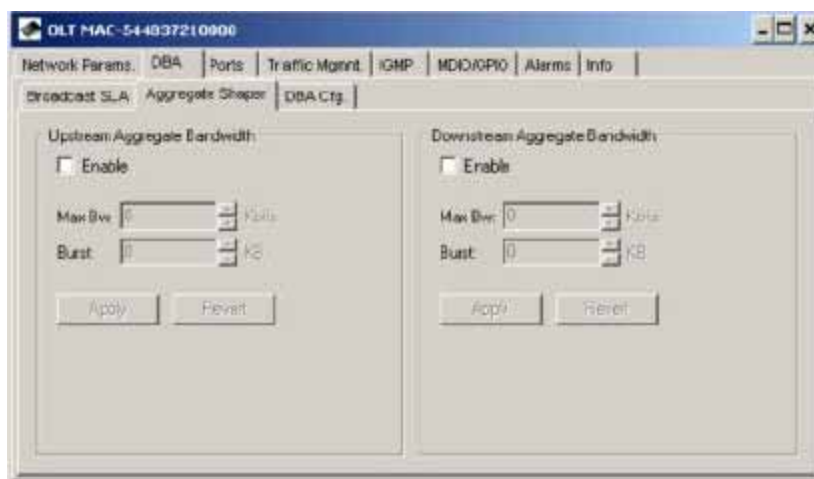 OLT MAC-544837210000
Network Params. DBA Ports Traffic Mgmnt. IGMP MDIO/GPIO Alarms Info
Broadcast SLA Aggregate Shaper DBA Cfg.
Upstream Aggregate Bandwidth
Enable
Max Bw: 0 Kbits
Burst: 0 KB
Apply Revert
Downstream Aggregate Bandwidth
Enable
Max Bw: 0 Kbits
Burst: 0 KB
Apply Revert